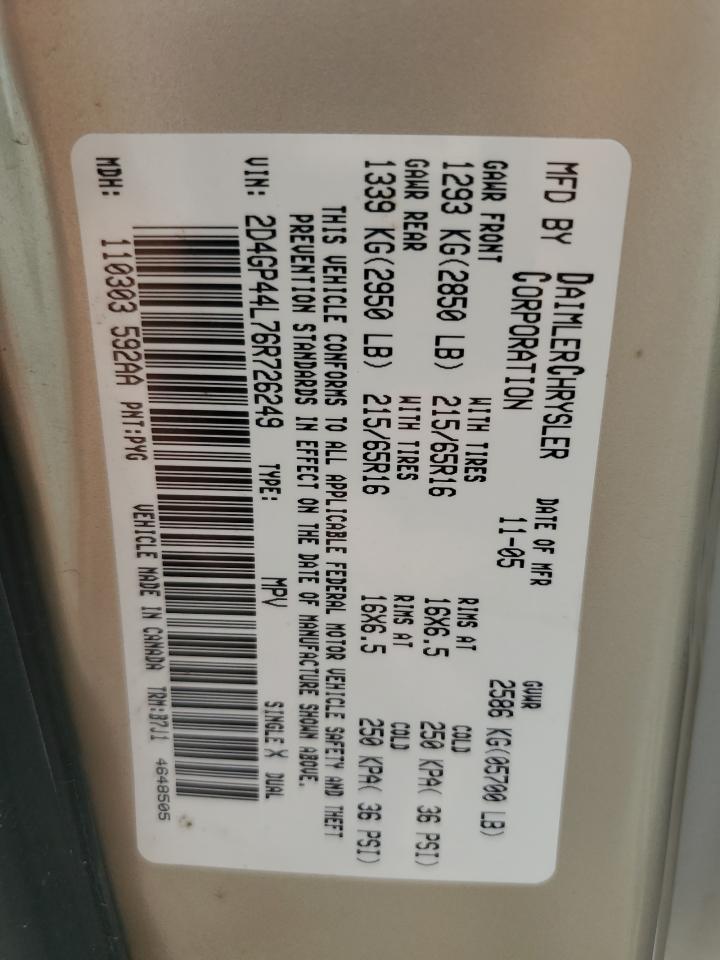 MFD BY DAIMLERCHRYSLER CORPORATION DATE OF MFR 11-05 GVWR 2586 KG(05700 LB)
GAWR FRONT WITH TIRES RIMS AT COLD
1293 KG(2850 LB) 215/65R16 16X6.5 250 KPA( 36 PSI)
GAWR REAR WITH TIRES RIMS AT COLD
1339 KG(2950 LB) 215/65R16 16X6.5 250 KPA( 36 PSI)
THIS VEHICLE CONFORMS TO ALL APPLICABLE FEDERAL MOTOR VEHICLE SAFETY AND THEFT
PREVENTION STANDARDS IN EFFECT ON THE DATE OF MANUFACTURE SHOWN ABOVE.
VIN: 2D4GP44L76R726249 TYPE: MPV SINGLE X DUAL
MDH: 110303 592AA PNT:PYG VEHICLE MADE IN CANADA TRM:B7J1 4648505